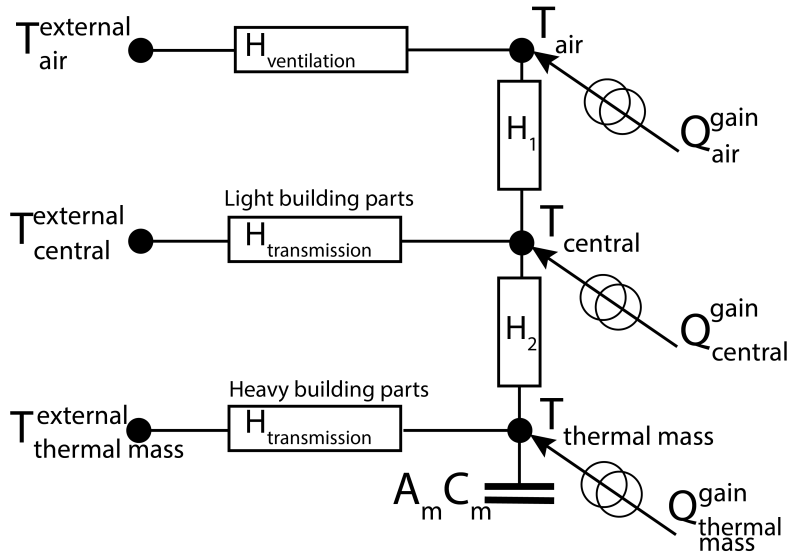 T external air
H ventilation
T air
Q gain air
H 1
Light building parts
T external central
H transmission
T central
Q gain central
H 2
Heavy building parts
T external thermal mass
H transmission
T thermal mass
A m C m
Q gain thermal mass